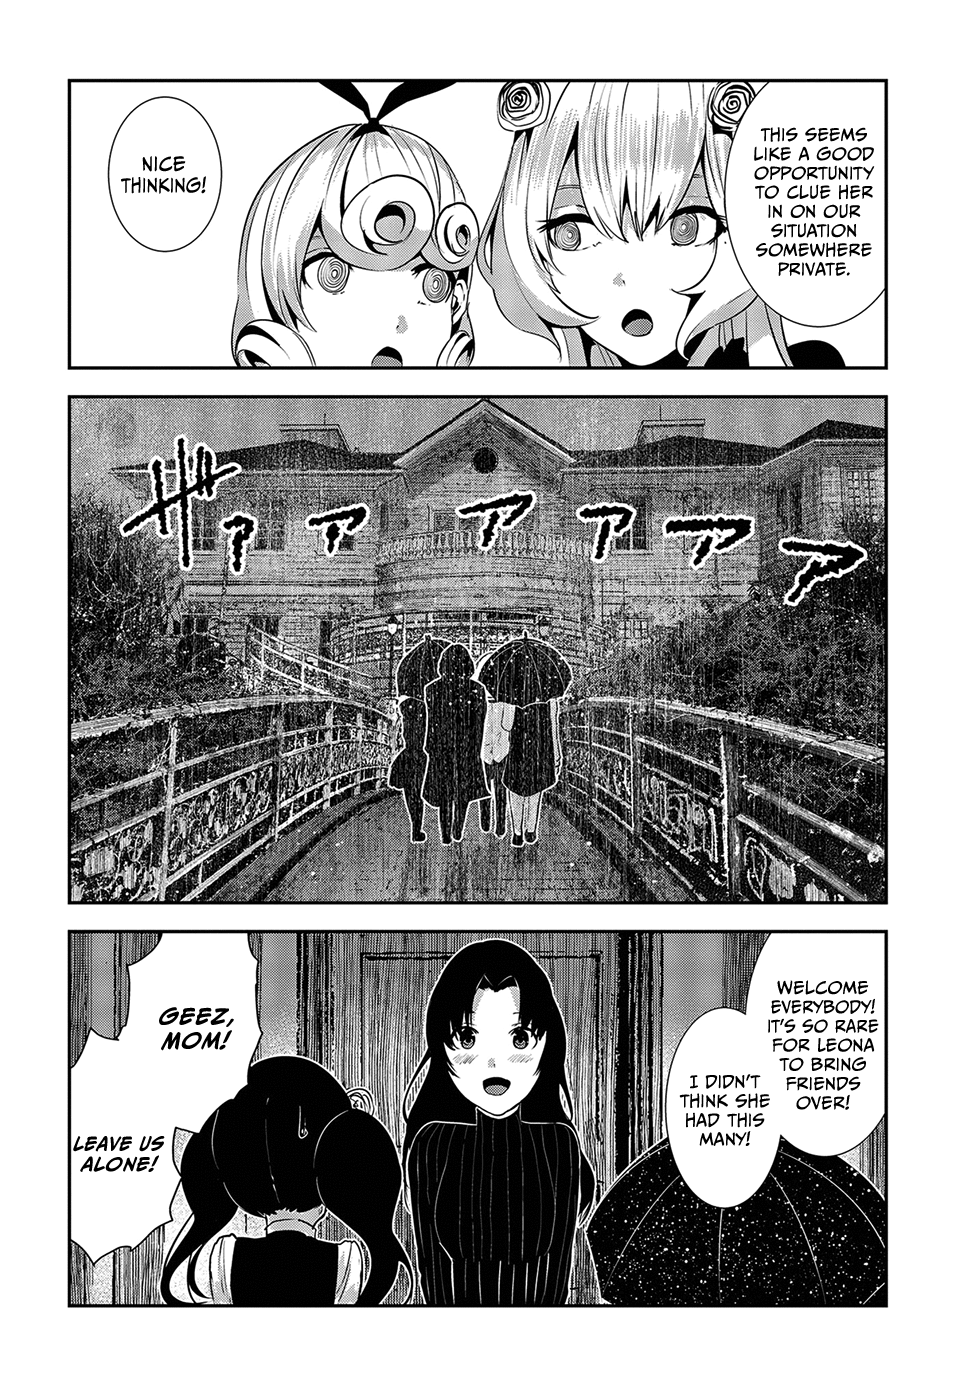 THIS SEEMS
LIKE A GOOD
OPPORTUNITY
TO CLUE HER
IN ON OUR
SITUATION
SOMEWHERE
PRIVATE.
NICE
THINKING!
ザァァァァァァ
WELCOME
EVERYBODY!
IT'S SO RARE
FOR LEONA
TO BRING
FRIENDS
OVER!
I DIDN'T
THINK SHE
HAD THIS
MANY!
GEEZ,
MOM!
LEAVE US
ALONE!